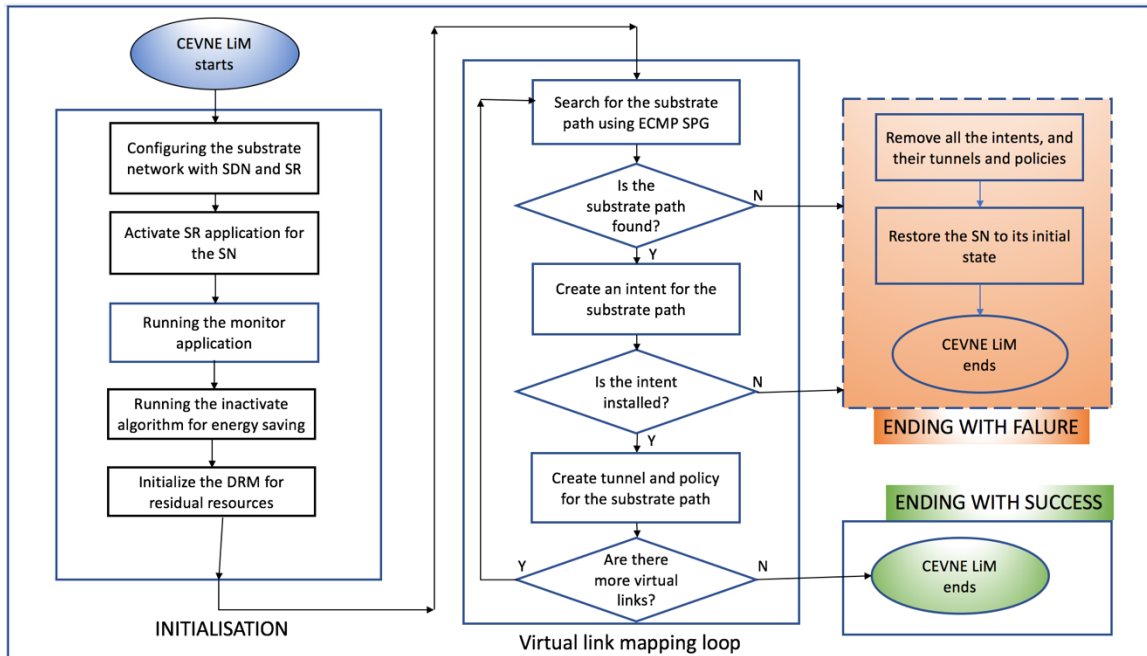 CEVNE LiM
starts
Configuring the substrate
network with SDN and SR
Activate SR application for
the SN
Running the monitor
application
Running the inactivate
algorithm for energy saving
Initialize the DRM for
residual resources
INITIALISATION
Search for the substrate
path using ECMP SPG
Is the
substrate path
found?
N
Y
Create an intent for the
substrate path
Is the intent
installed?
N
Y
Create tunnel and policy
for the substrate path
Are there
more virtual
links?
Y
N
Virtual link mapping loop
Remove all the intents, and
their tunnels and policies
Restore the SN to its initial
state
CEVNE LiM
ends
ENDING WITH FALURE
ENDING WITH SUCCESS
CEVNE LiM
ends